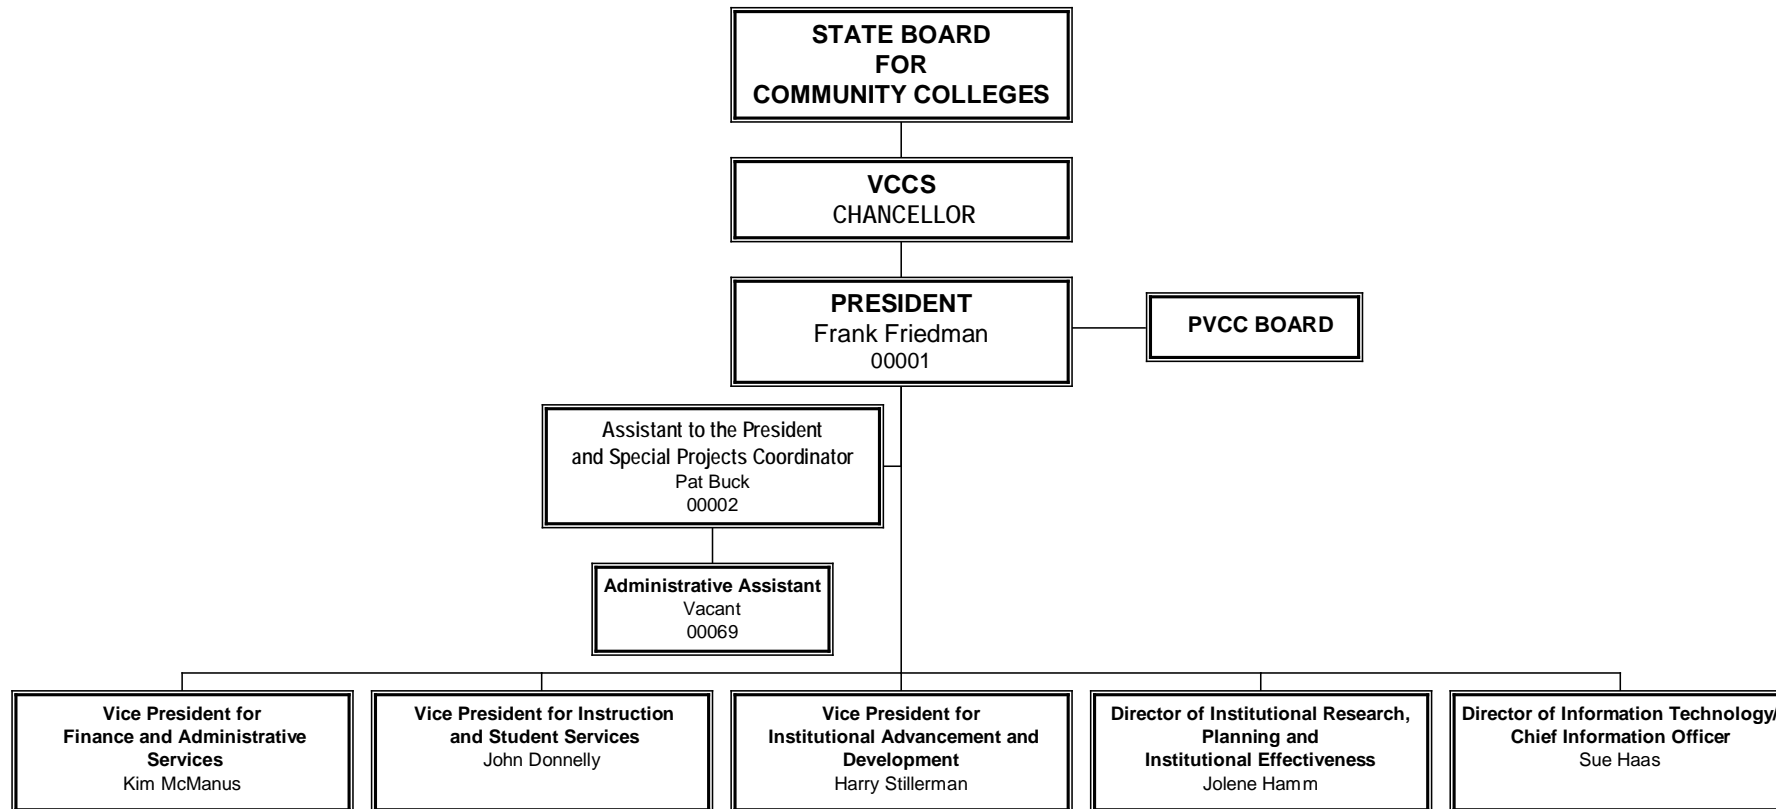 STATE BOARD
FOR
COMMUNITY COLLEGES
VCCS
CHANCELLOR
PRESIDENT
Frank Friedman
00001
PVCC BOARD
Assistant to the President
and Special Projects Coordinator
Pat Buck
00002
Administrative Assistant
Vacant
00069
Vice President for
Finance and Administrative
Services
Kim McManus
Vice President for Instruction
and Student Services
John Donnelly
Vice President for
Institutional Advancement and
Development
Harry Stillerman
Director of Institutional Research,
Planning and
Institutional Effectiveness
Jolene Hamm
Director of Information Technology/
Chief Information Officer
Sue Haas